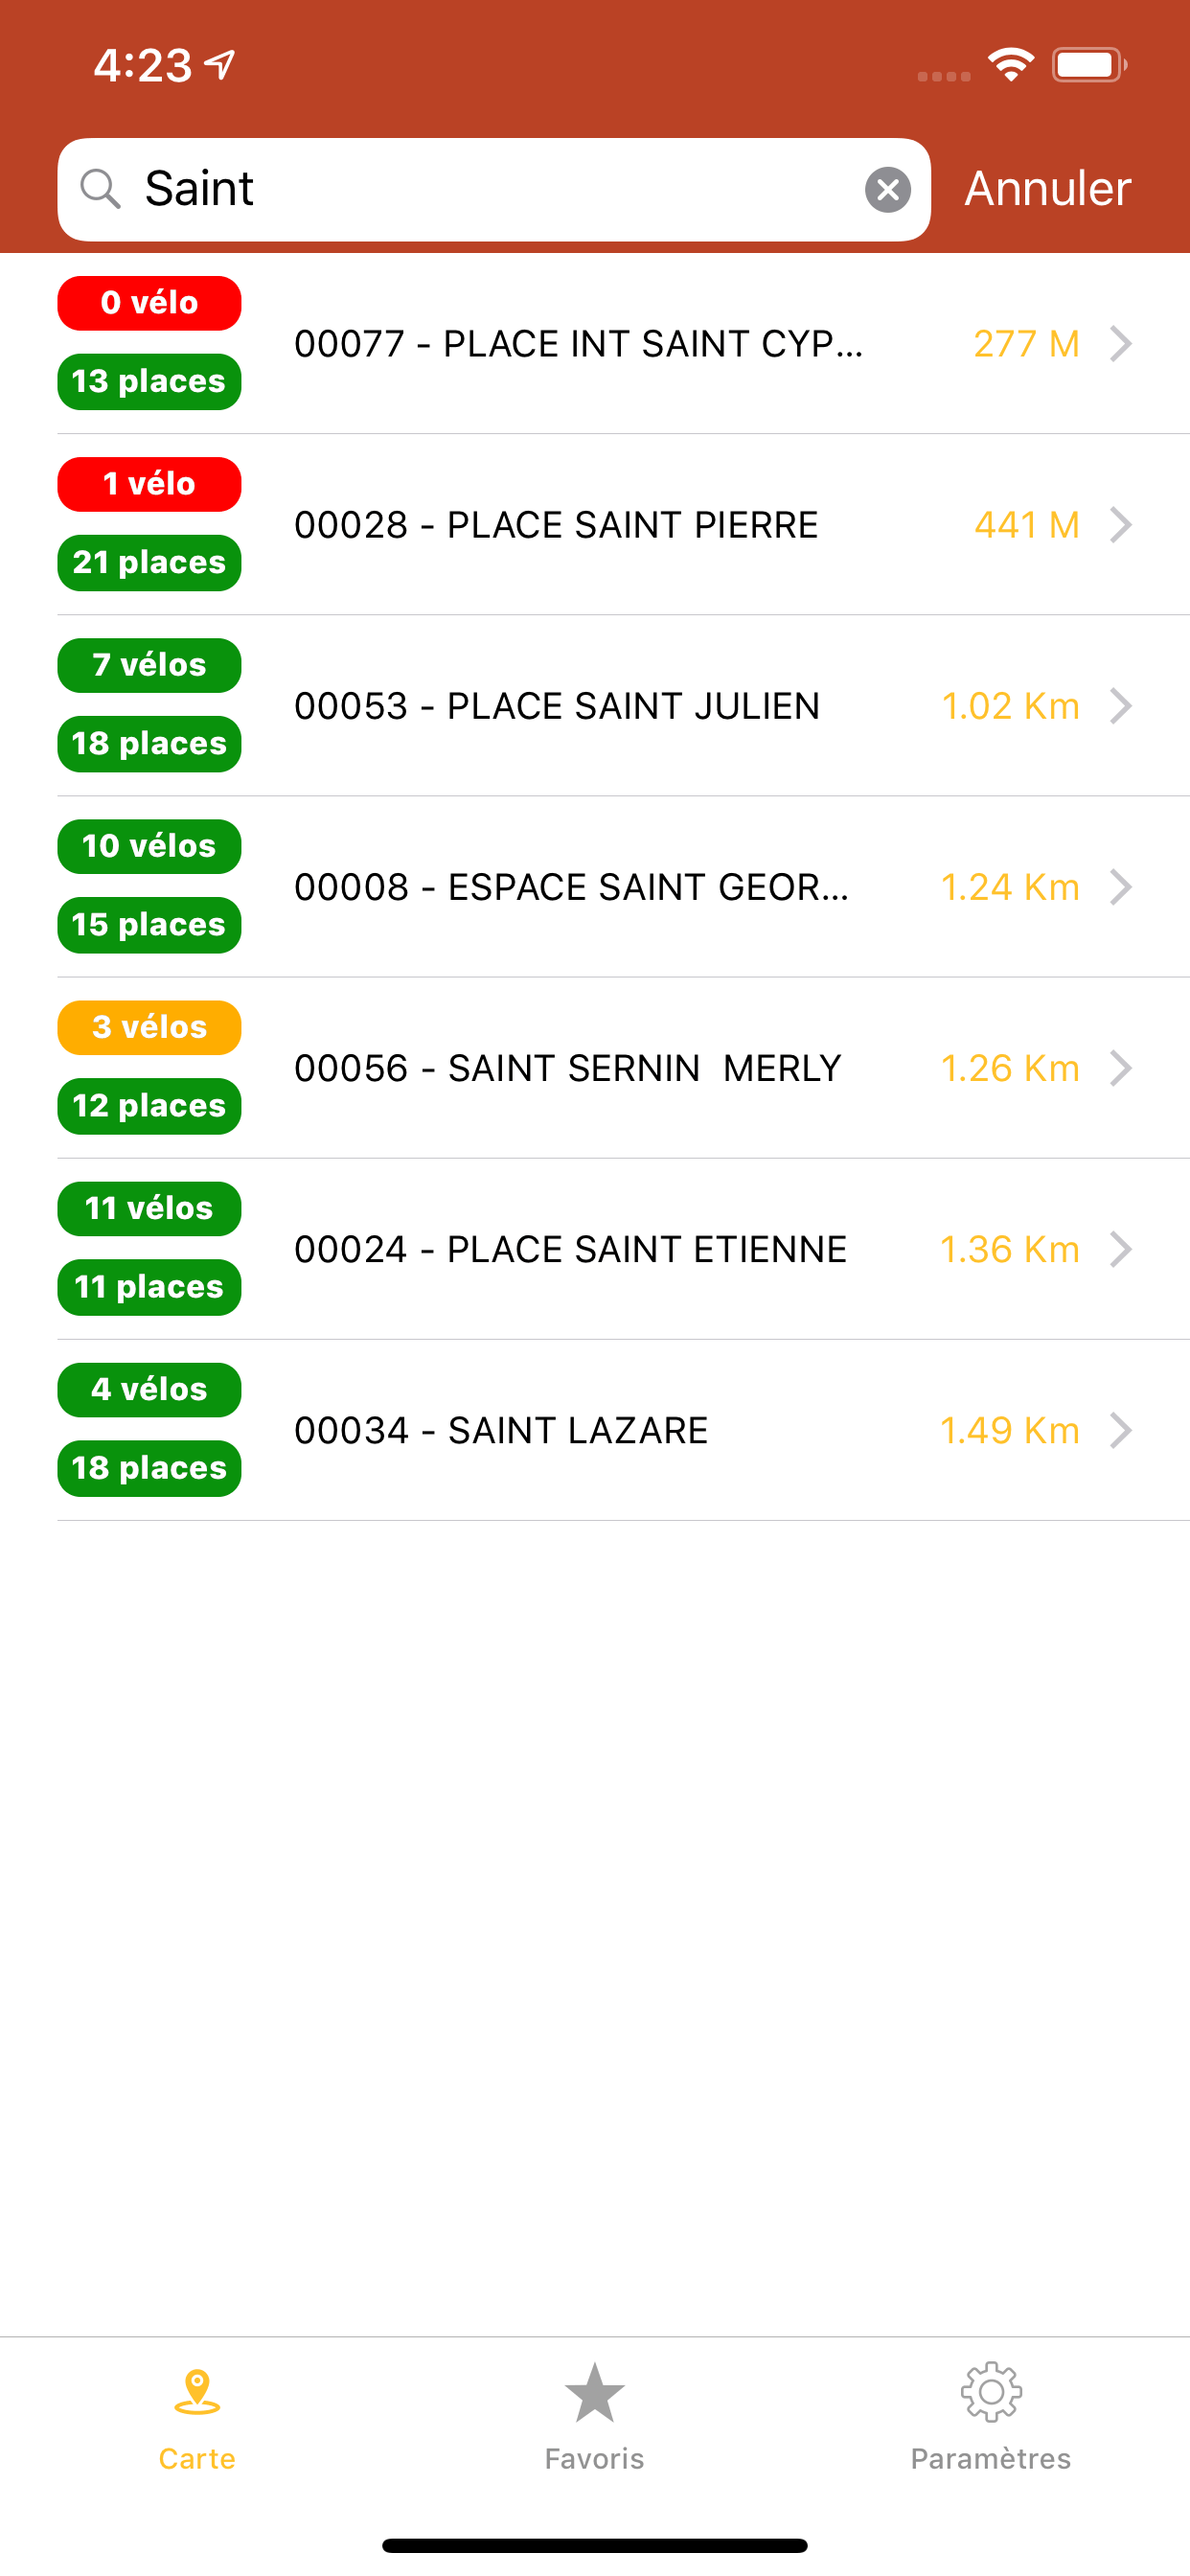 4:23
Saint
Annuler
0 vélo
13 places
00077 - PLACE INT SAINT CYP...
277 M
1 vélo
21 places
00028 - PLACE SAINT PIERRE
441 M
7 vélos
18 places
00053 - PLACE SAINT JULIEN
1.02 Km
10 vélos
15 places
00008 - ESPACE SAINT GEOR...
1.24 Km
3 vélos
12 places
00056 - SAINT SERNIN  MERLY
1.26 Km
11 vélos
11 places
00024 - PLACE SAINT ETIENNE
1.36 Km
4 vélos
18 places
00034 - SAINT LAZARE
1.49 Km
Carte
Favoris
Paramètres